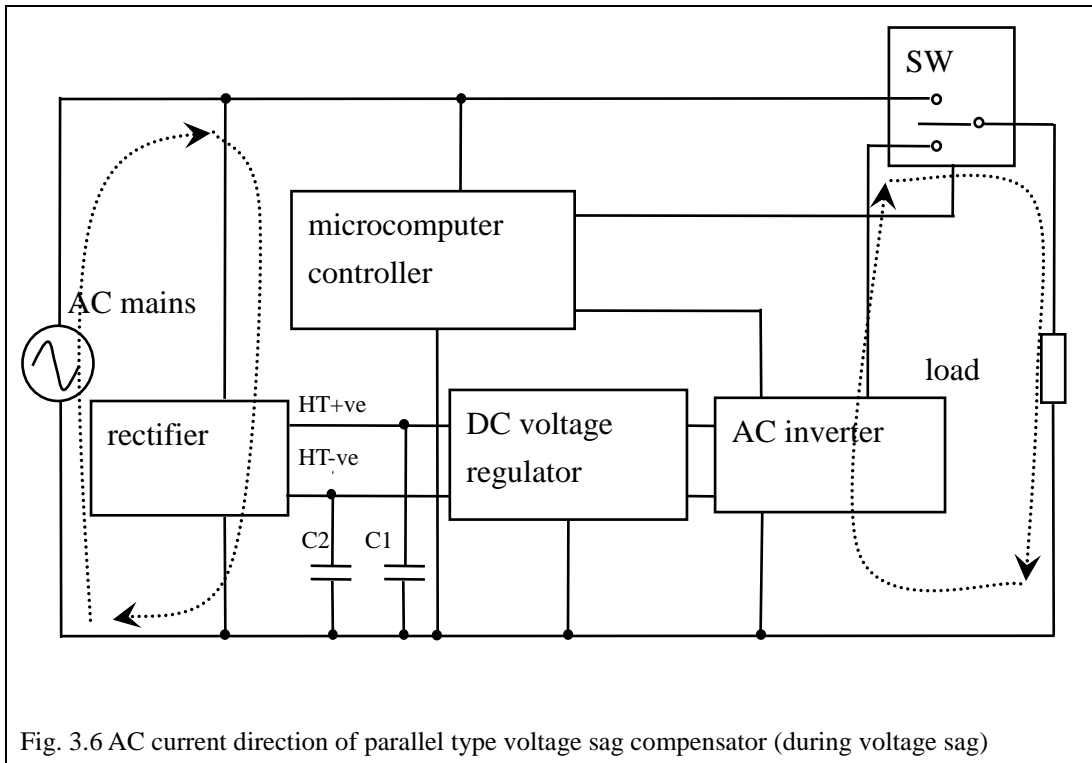 SW
microcomputer
controller
AC mains
HT+ve
rectifier
DC voltage
regulator
AC inverter
load
HT-ve
C2
C1
Fig. 3.6 AC current direction of parallel type voltage sag compensator (during voltage sag)